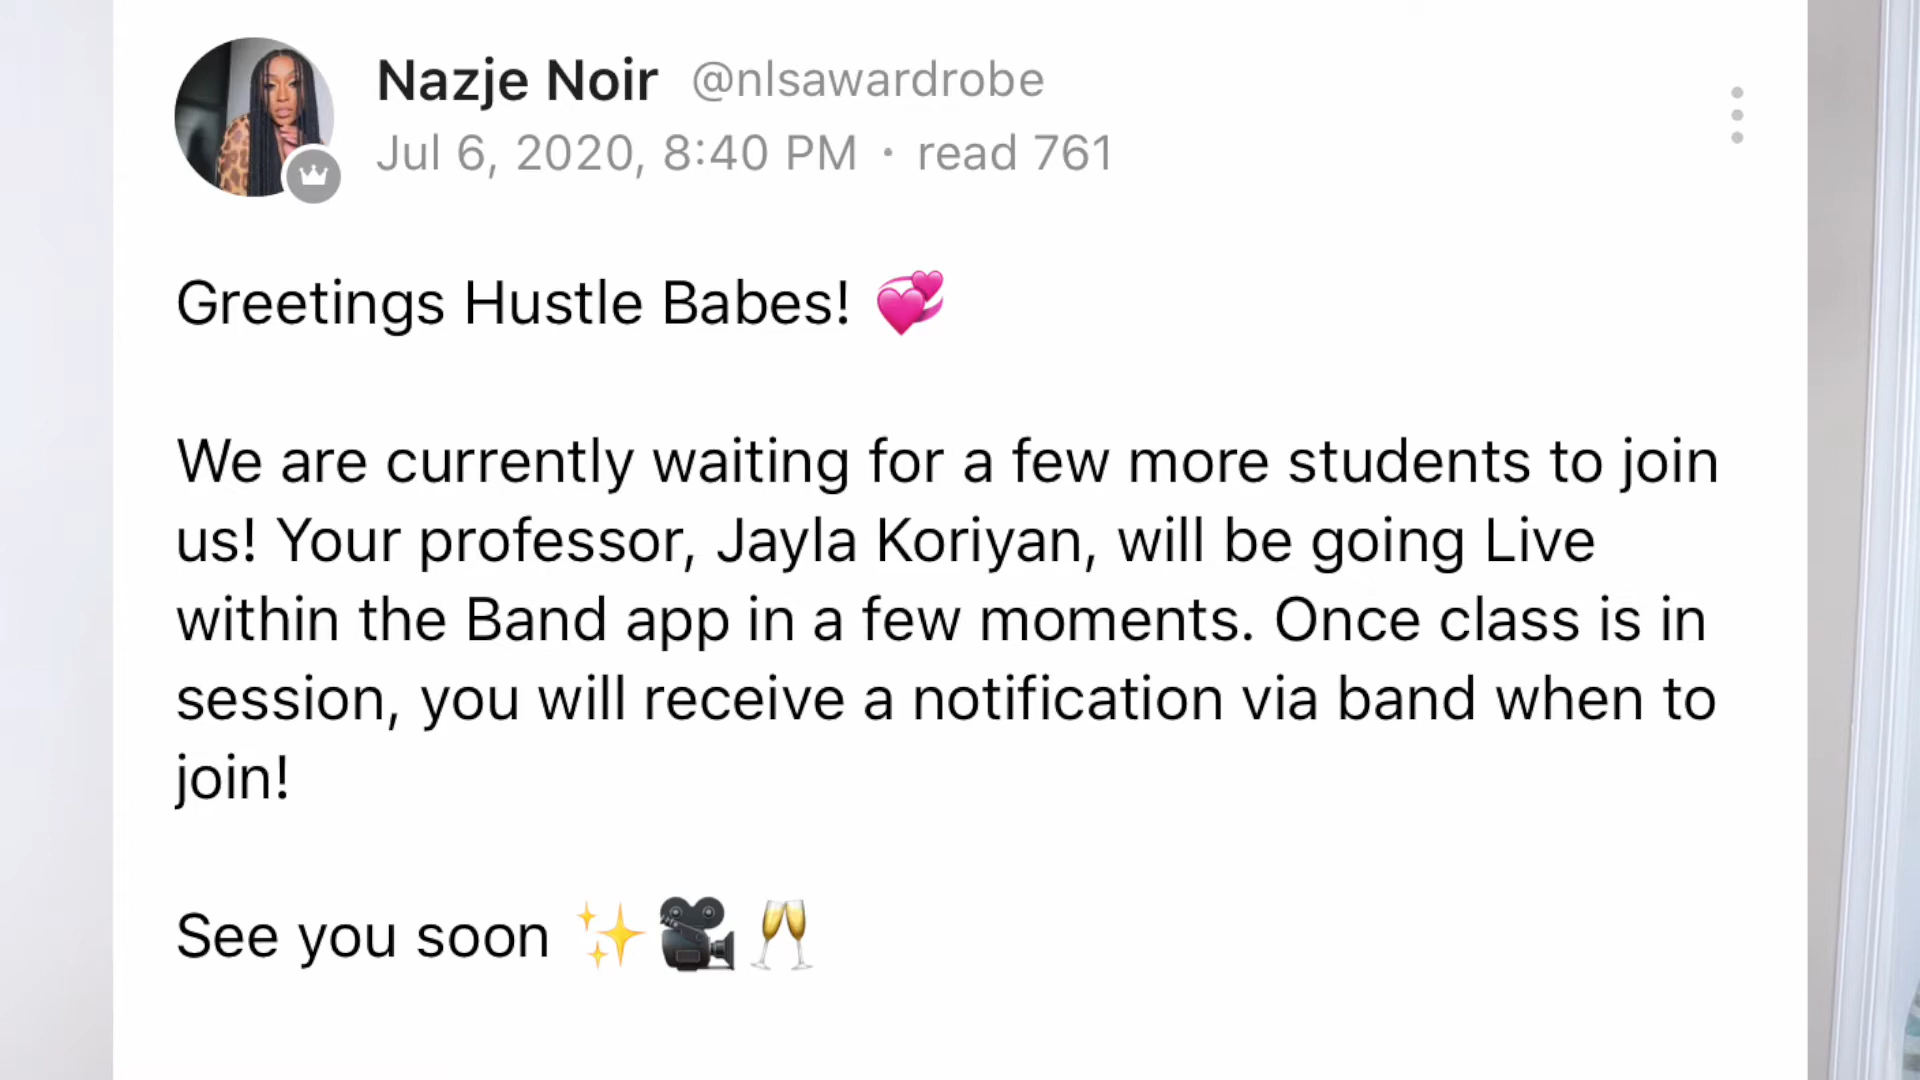 Nazje Noir @nlsawardrobe
Jul 6, 2020, 8:40 PM · read 761
Greetings Hustle Babes! 💞
We are currently waiting for a few more students to join
us! Your professor, Jayla Koriyan, will be going Live
within the Band app in a few moments. Once class is in
session, you will receive a notification via band when to
join!
See you soon ✨🎥🥂